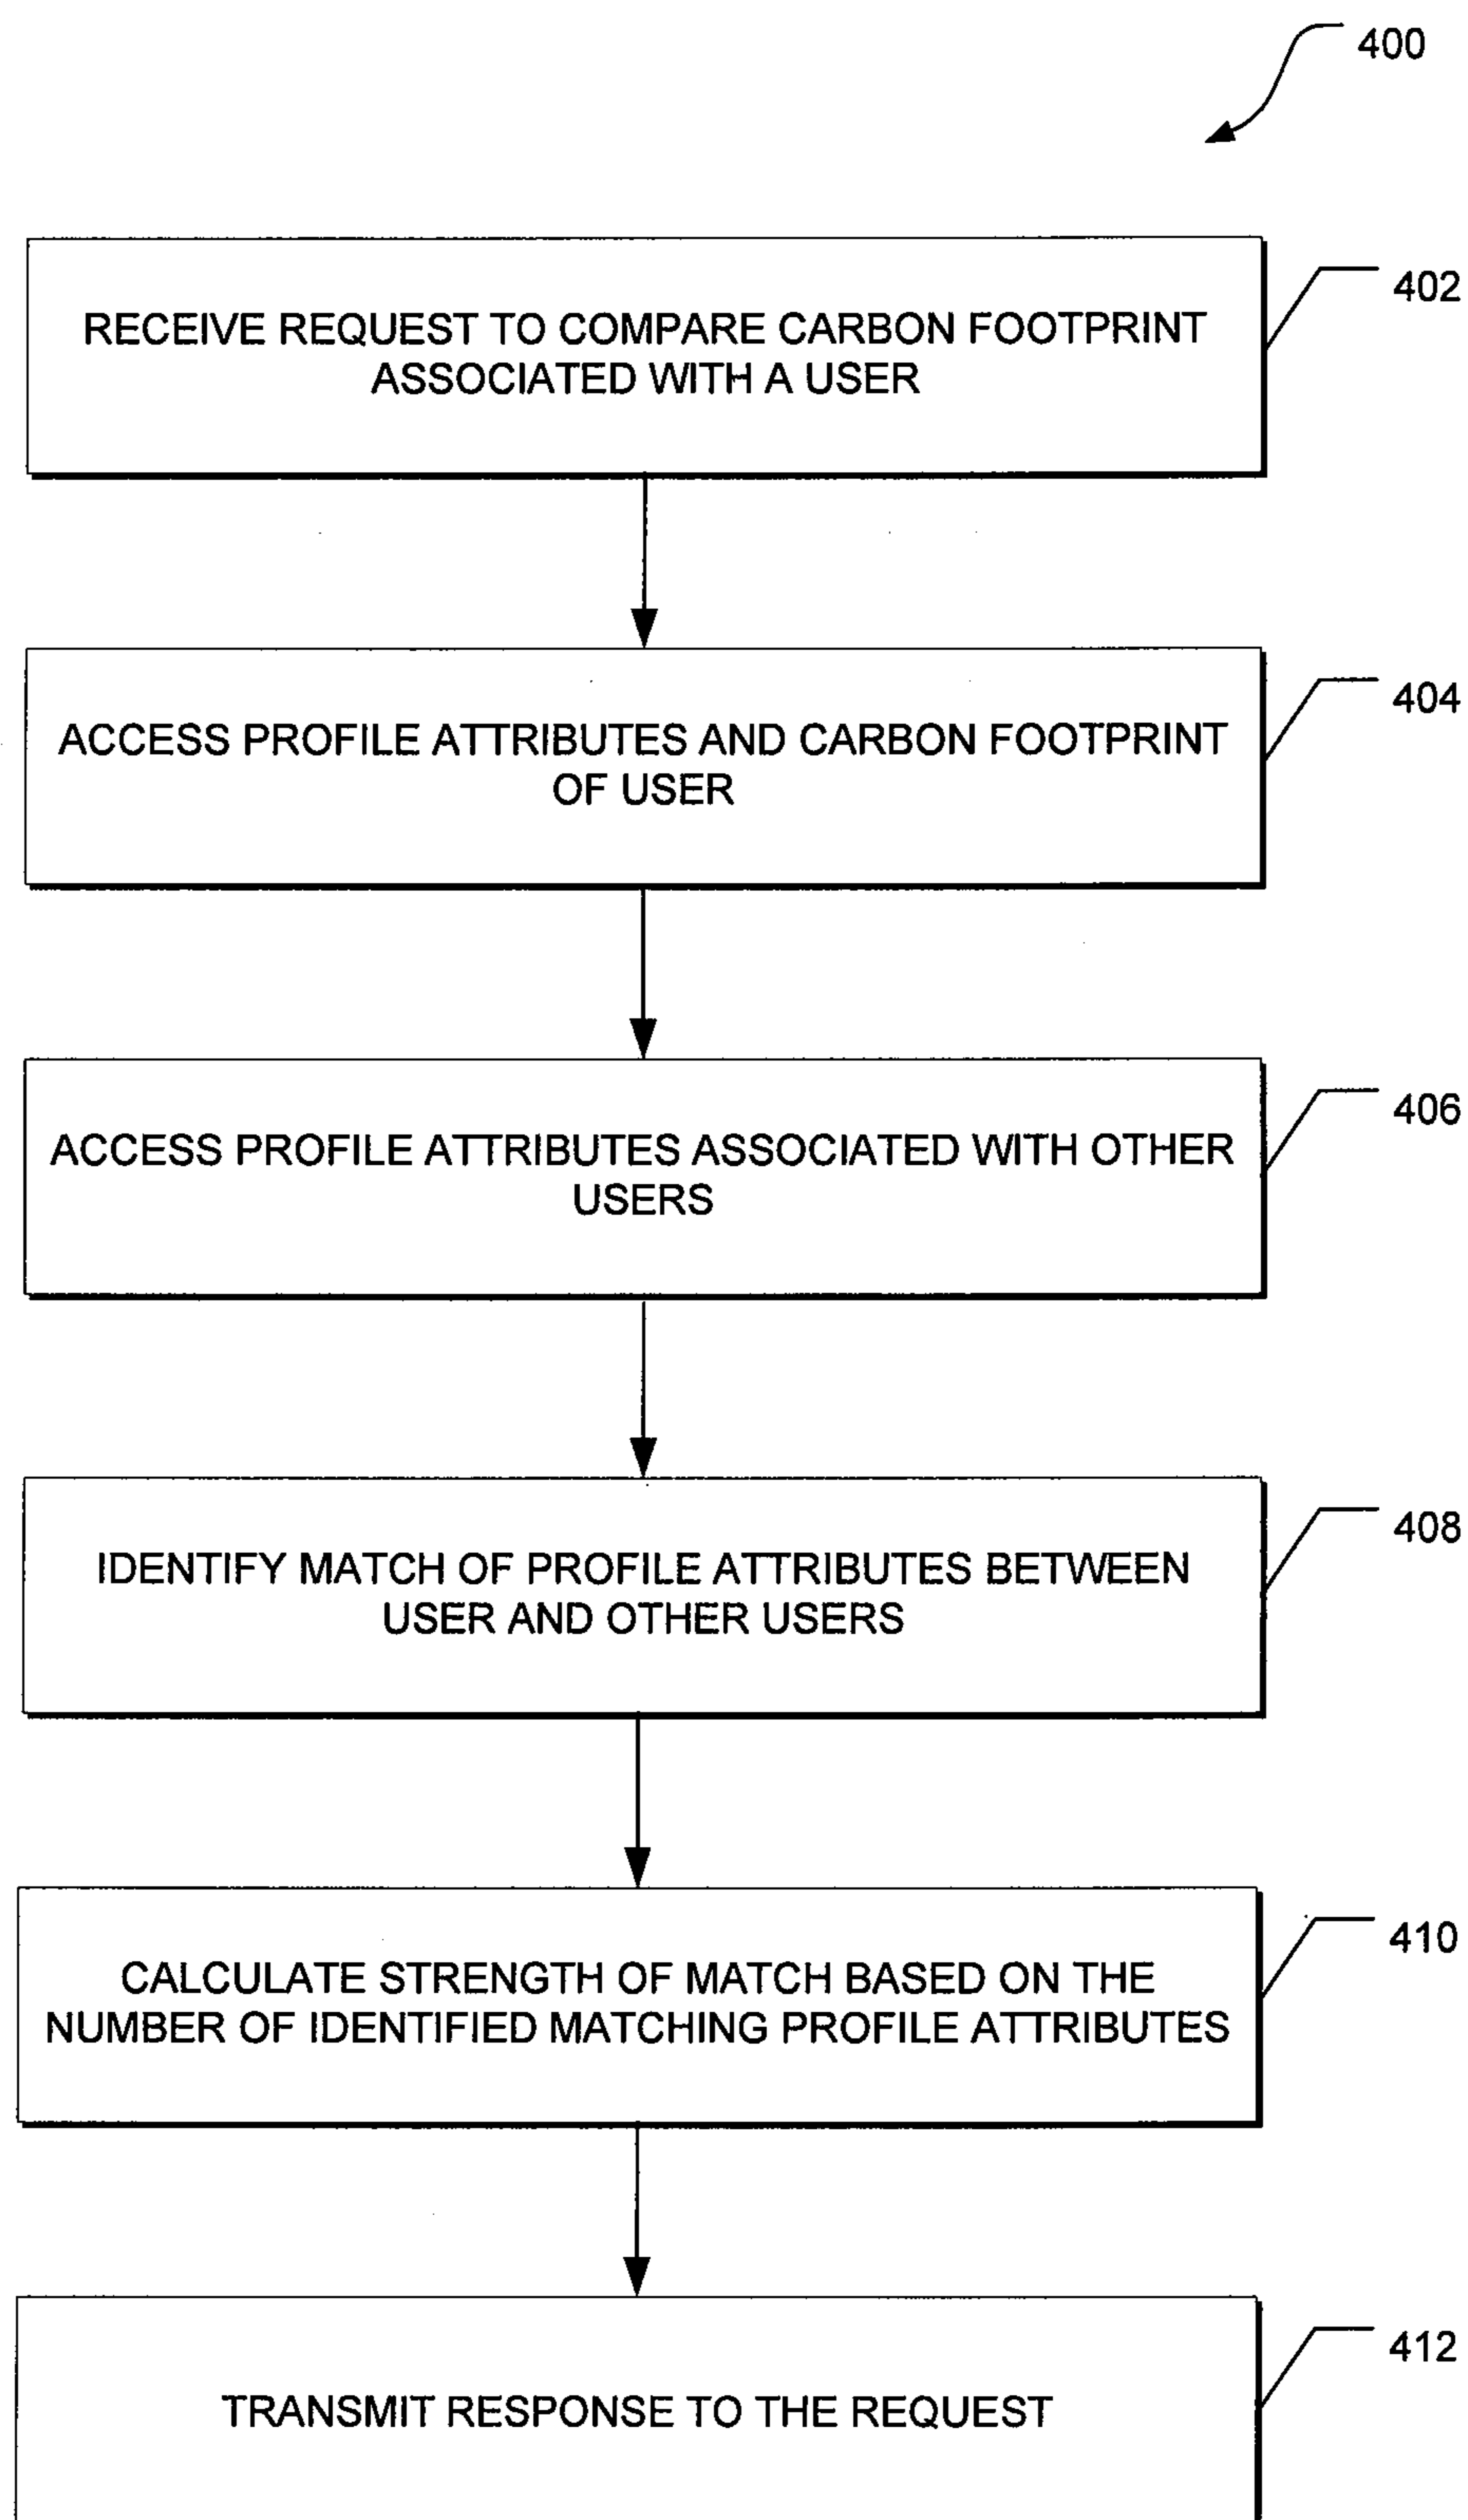 400
RECEIVE REQUEST TO COMPARE CARBON FOOTPRINT
ASSOCIATED WITH A USER
402
ACCESS PROFILE ATTRIBUTES AND CARBON FOOTPRINT
OF USER
404
ACCESS PROFILE ATTRIBUTES ASSOCIATED WITH OTHER
USERS
406
IDENTIFY MATCH OF PROFILE ATTRIBUTES BETWEEN
USER AND OTHER USERS
408
CALCULATE STRENGTH OF MATCH BASED ON THE
NUMBER OF IDENTIFIED MATCHING PROFILE ATTRIBUTES
410
TRANSMIT RESPONSE TO THE REQUEST
412